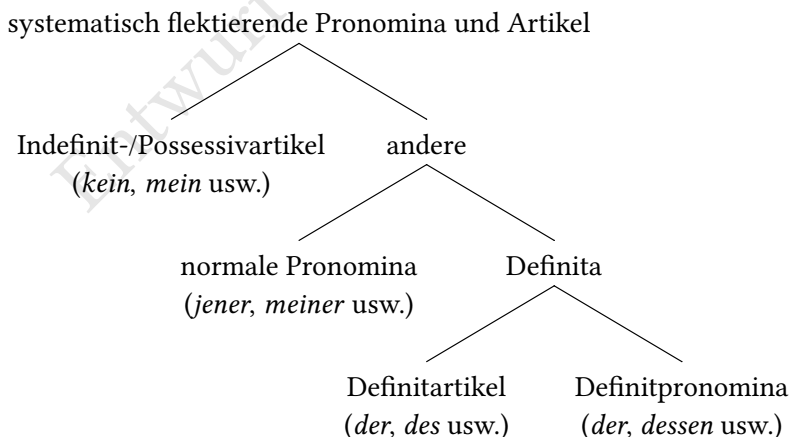 systematisch flektierende Pronomina und Artikel
Entwurf
Indefinit-/Possessivartikel andere
(kein, mein usw.)
normale Pronomina Definita
(jener, meiner usw.)
Definitartikel Definitpronomina
(der, des usw.) (der, dessen usw.)